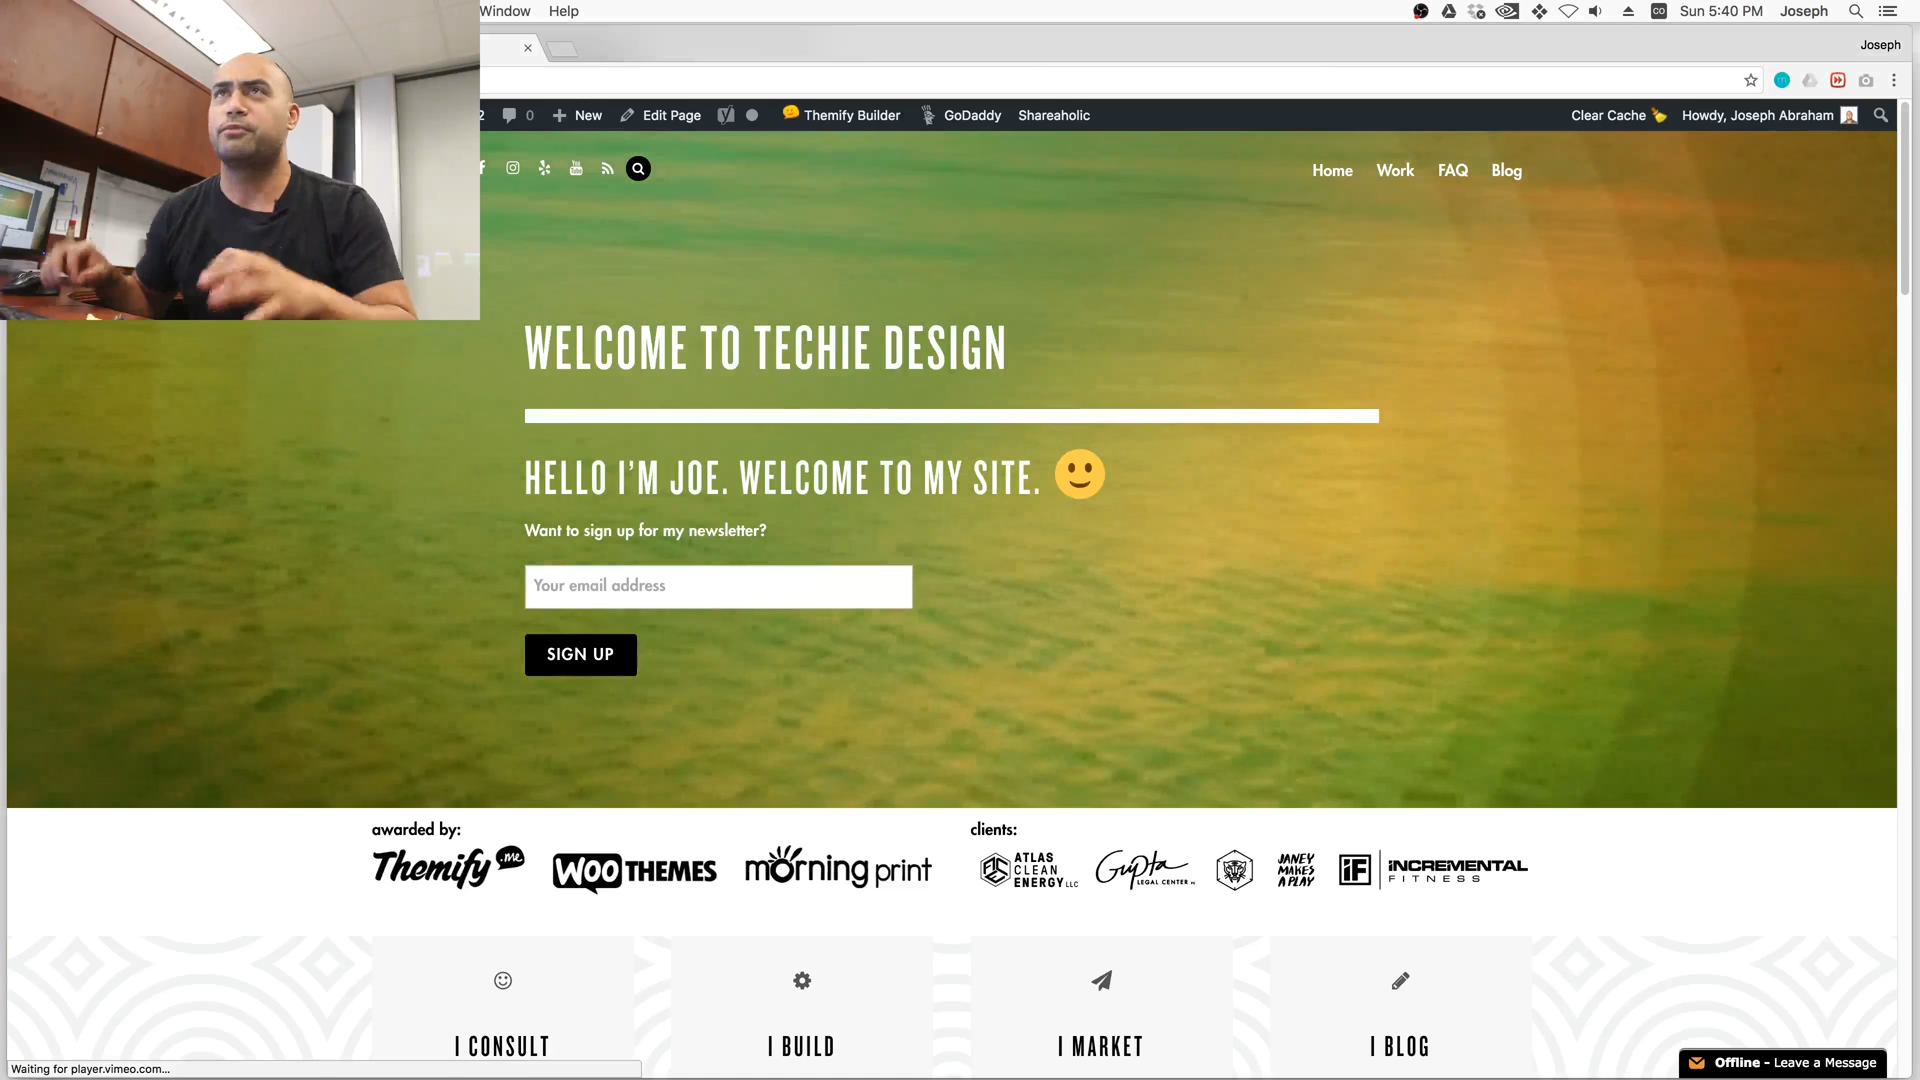 Window Help
Sun 5:40 PM Joseph
Joseph
2 0 New Edit Page Themify Builder GoDaddy Shareaholic
Clear Cache Howdy, Joseph Abraham
Home Work FAQ Blog
WELCOME TO TECHIE DESIGN
HELLO I'M JOE. WELCOME TO MY SITE.
Want to sign up for my newsletter?
Your email address
SIGN UP
awarded by:
clients:
Themify .me
WOOTHEMES
morning print
ATLAS
CLEAN
ENERGY LLC
Gupta
LEGAL CENTER PC
JANEY
MAKES
A PLAY
iF iNCREMENTAL
FITNESS
I CONSULT
I BUILD
I MARKET
I BLOG
Waiting for player.vimeo.com...
Offline - Leave a Message